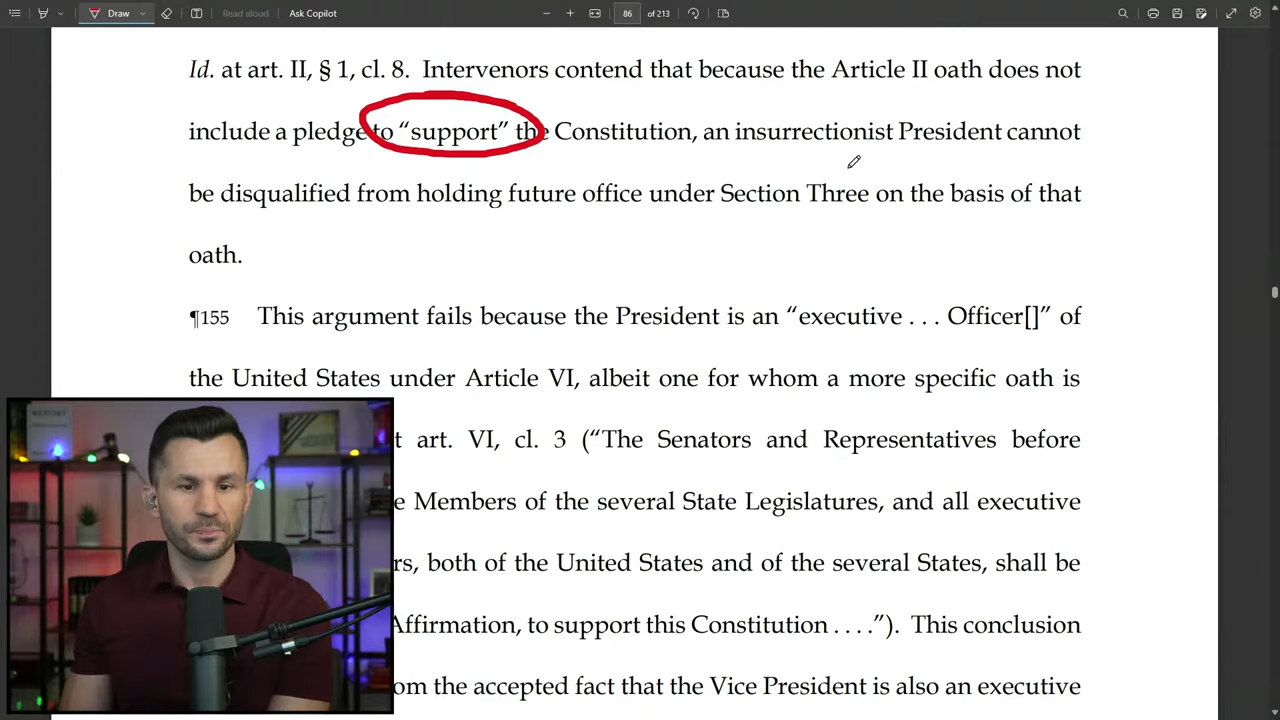 Draw
Read aloud
Ask Copilot
86 of 213
Id. at art. II, § 1, cl. 8. Intervenors contend that because the Article II oath does not
include a pledge to “support” the Constitution, an insurrectionist President cannot
be disqualified from holding future office under Section Three on the basis of that
oath.
¶155 This argument fails because the President is an “executive . . . Officer[]” of
the United States under Article VI, albeit one for whom a more specific oath is
t art. VI, cl. 3 (“The Senators and Representatives before
e Members of the several State Legislatures, and all executive
rs, both of the United States and of the several States, shall be
Affirmation, to support this Constitution . . . .”). This conclusion
om the accepted fact that the Vice President is also an executive